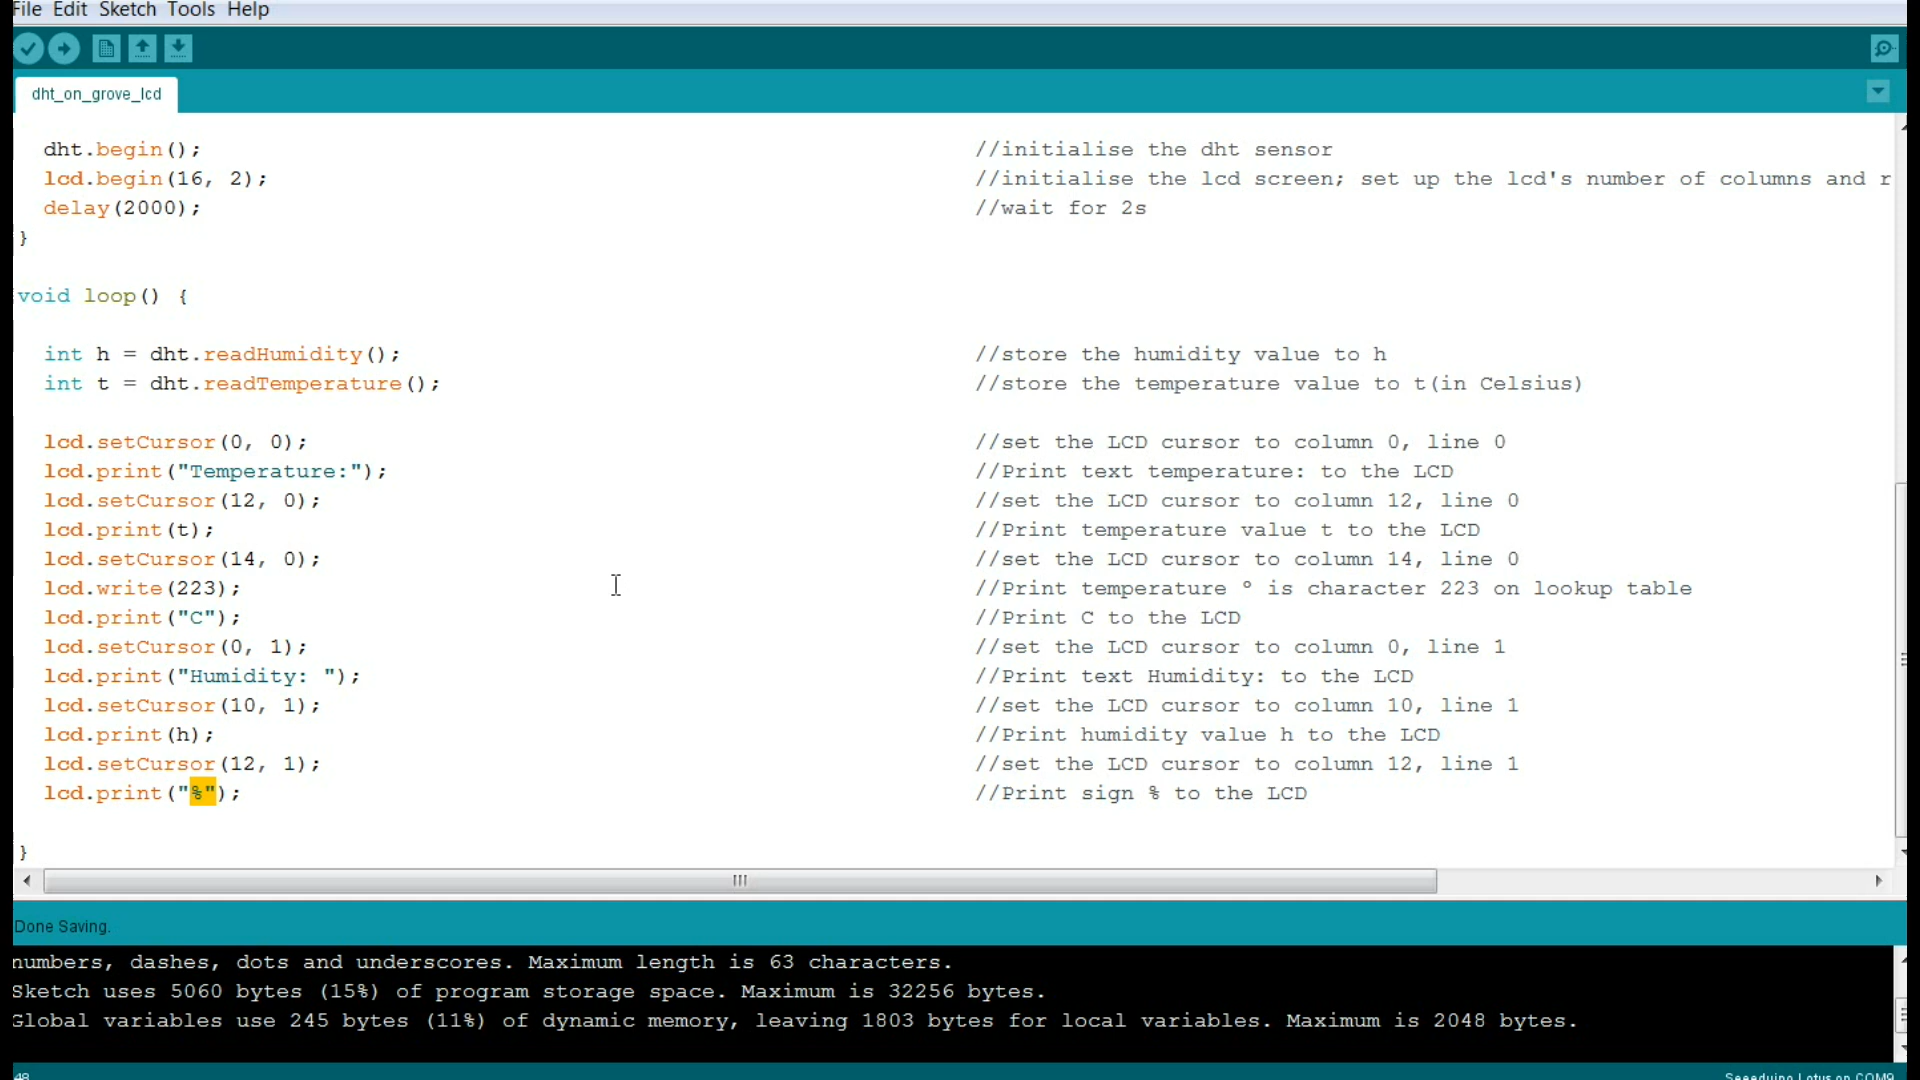 File Edit Sketch Tools Help
dht_on_grove_lcd
dht.begin(); //initialise the dht sensor
lcd.begin(16, 2); //initialise the lcd screen; set up the lcd's number of columns and r
delay(2000); //wait for 2s
}
void loop() {
int h = dht.readHumidity(); //store the humidity value to h
int t = dht.readTemperature(); //store the temperature value to t(in Celsius)
lcd.setCursor(0, 0); //set the LCD cursor to column 0, line 0
lcd.print("Temperature:"); //Print text temperature: to the LCD
lcd.setCursor(12, 0); //set the LCD cursor to column 12, line 0
lcd.print(t); //Print temperature value t to the LCD
lcd.setCursor(14, 0); //set the LCD cursor to column 14, line 0
lcd.write(223); //Print temperature ° is character 223 on lookup table
lcd.print("C"); //Print C to the LCD
lcd.setCursor(0, 1); //set the LCD cursor to column 0, line 1
lcd.print("Humidity: "); //Print text Humidity: to the LCD
lcd.setCursor(10, 1); //set the LCD cursor to column 10, line 1
lcd.print(h); //Print humidity value h to the LCD
lcd.setCursor(12, 1); //set the LCD cursor to column 12, line 1
lcd.print("%"); //Print sign % to the LCD
}
Done Saving.
numbers, dashes, dots and underscores. Maximum length is 63 characters.
Sketch uses 5060 bytes (15%) of program storage space. Maximum is 32256 bytes.
Global variables use 245 bytes (11%) of dynamic memory, leaving 1803 bytes for local variables. Maximum is 2048 bytes.
48 Seeeduino Lotus on COM9